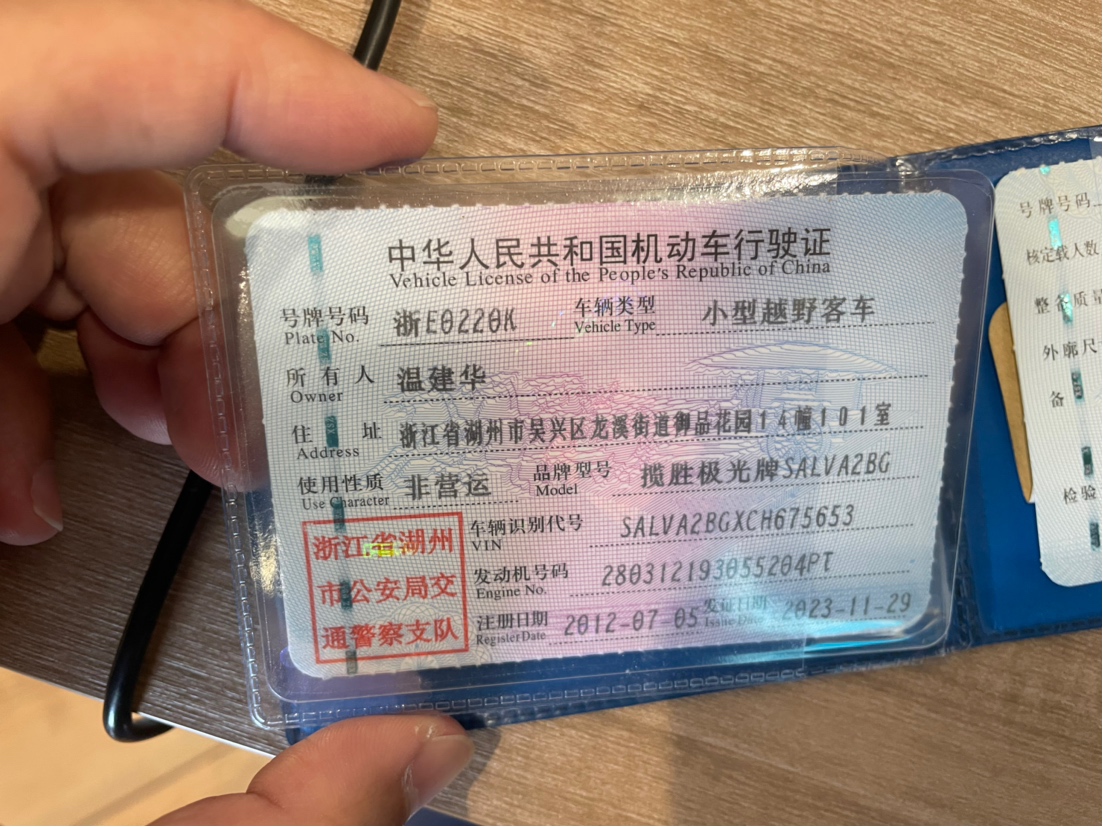 中华人民共和国机动车行驶证
Vehicle License of the People's Republic of China
号牌号码 浙E0220K 车辆类型 小型越野客车
Plate No. Vehicle Type
所有人 温建华
Owner
住址 浙江省湖州市吴兴区龙溪街道御品花园14幢101室
Address
使用性质 非营运 品牌型号 揽胜极光牌SALVA2BG
Use Character Model
车辆识别代号 SALVA2BGXCH675653
VIN
发动机号码 280312193055204PT
Engine No.
注册日期 2012-07-05 发证日期 2023-11-29
Register Date Issue Date
浙江省湖州
市公安局交
通警察支队
号牌号码
核定载人数
整备质量
外廓尺
备
检验